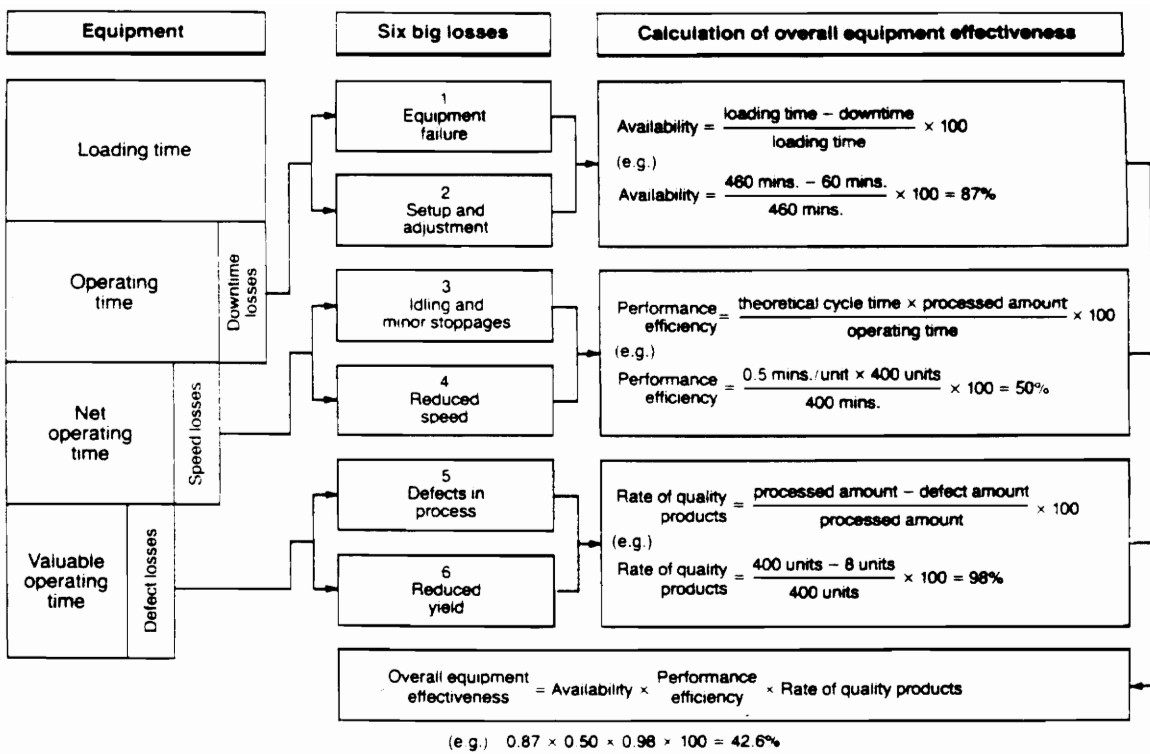 Equipment
Six big losses
Calculation of overall equipment effectiveness
Loading time
Operating
time
Downtime
losses
Net
operating
time
Speed losses
Valuable
operating
time
Defect losses
1
Equipment
failure
2
Setup and
adjustment
3
Idling and
minor stoppages
4
Reduced
speed
5
Defects in
process
6
Reduced
yield
Availability = loading time − downtime / loading time × 100
(e.g.)
Availability = 460 mins. − 60 mins. / 460 mins. × 100 = 87%
Performance efficiency = theoretical cycle time × processed amount / operating time × 100
(e.g.)
Performance efficiency = 0.5 mins./unit × 400 units / 400 mins. × 100 = 50%
Rate of quality products = processed amount − defect amount / processed amount × 100
(e.g.)
Rate of quality products = 400 units − 8 units / 400 units × 100 = 98%
Overall equipment effectiveness = Availability × Performance efficiency × Rate of quality products
(e.g.) 0.87 × 0.50 × 0.98 × 100 = 42.6%